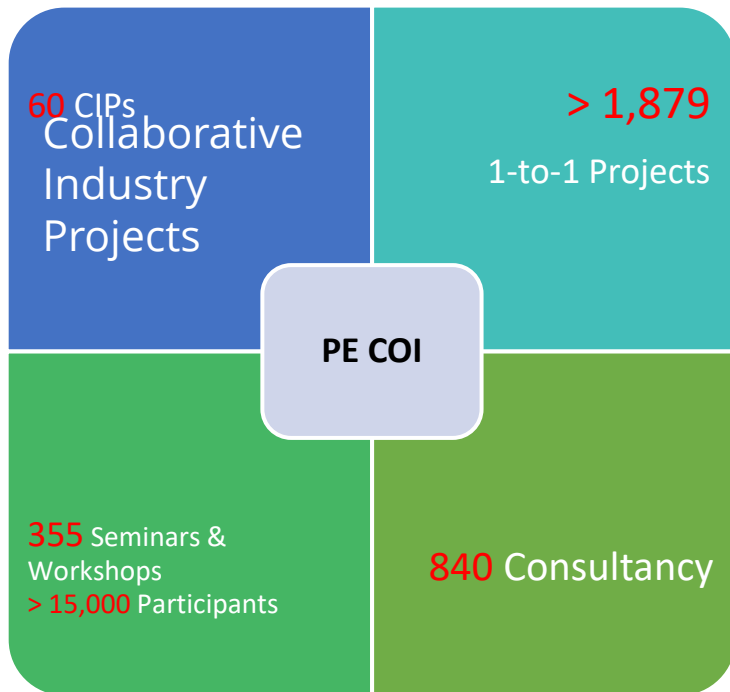 60 CIPs
Collaborative
Industry
Projects
> 1,879
1-to-1 Projects
PE COI
355 Seminars &
Workshops
> 15,000 Participants
840 Consultancy